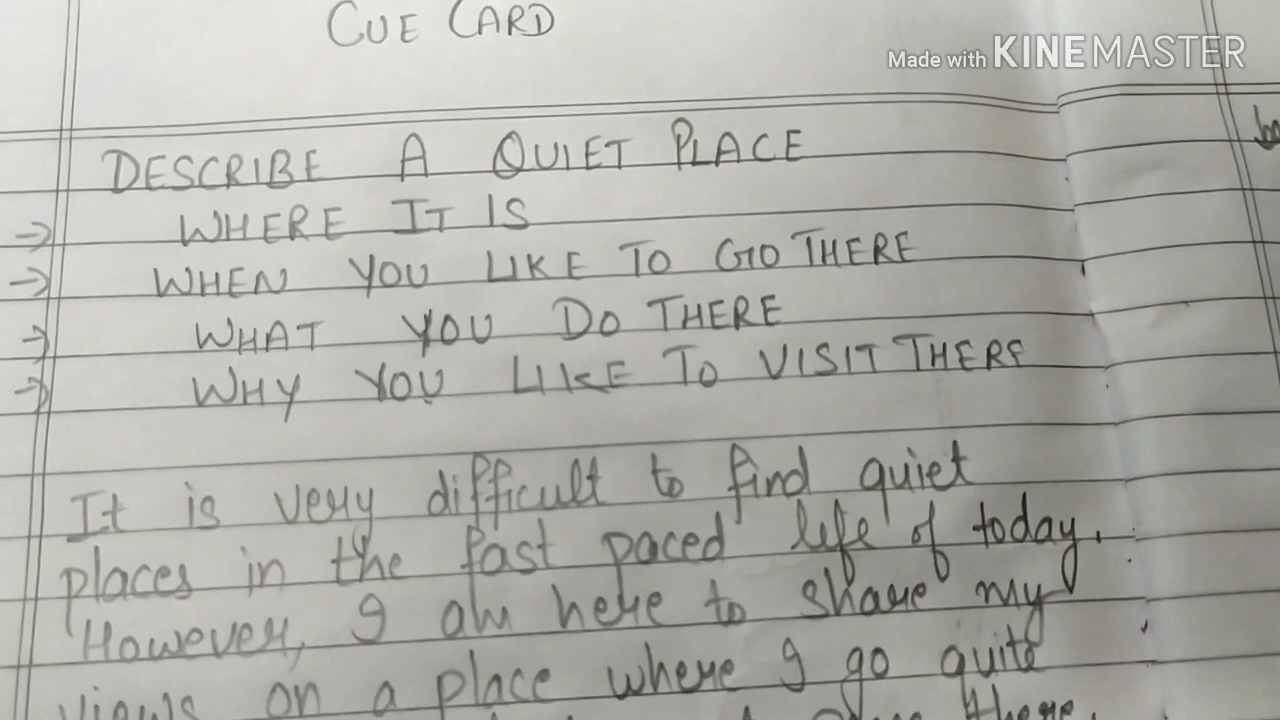 CUE CARD
Made with KINEMASTER
DESCRIBE A QUIET PLACE
→ WHERE IT IS
→ WHEN YOU LIKE TO GO THERE
→ WHAT YOU DO THERE
→ WHY YOU LIKE TO VISIT THERE
It is very difficult to find quiet
places in the fast paced life of today.
However, I am here to share my
views on a place where I go quite
there.